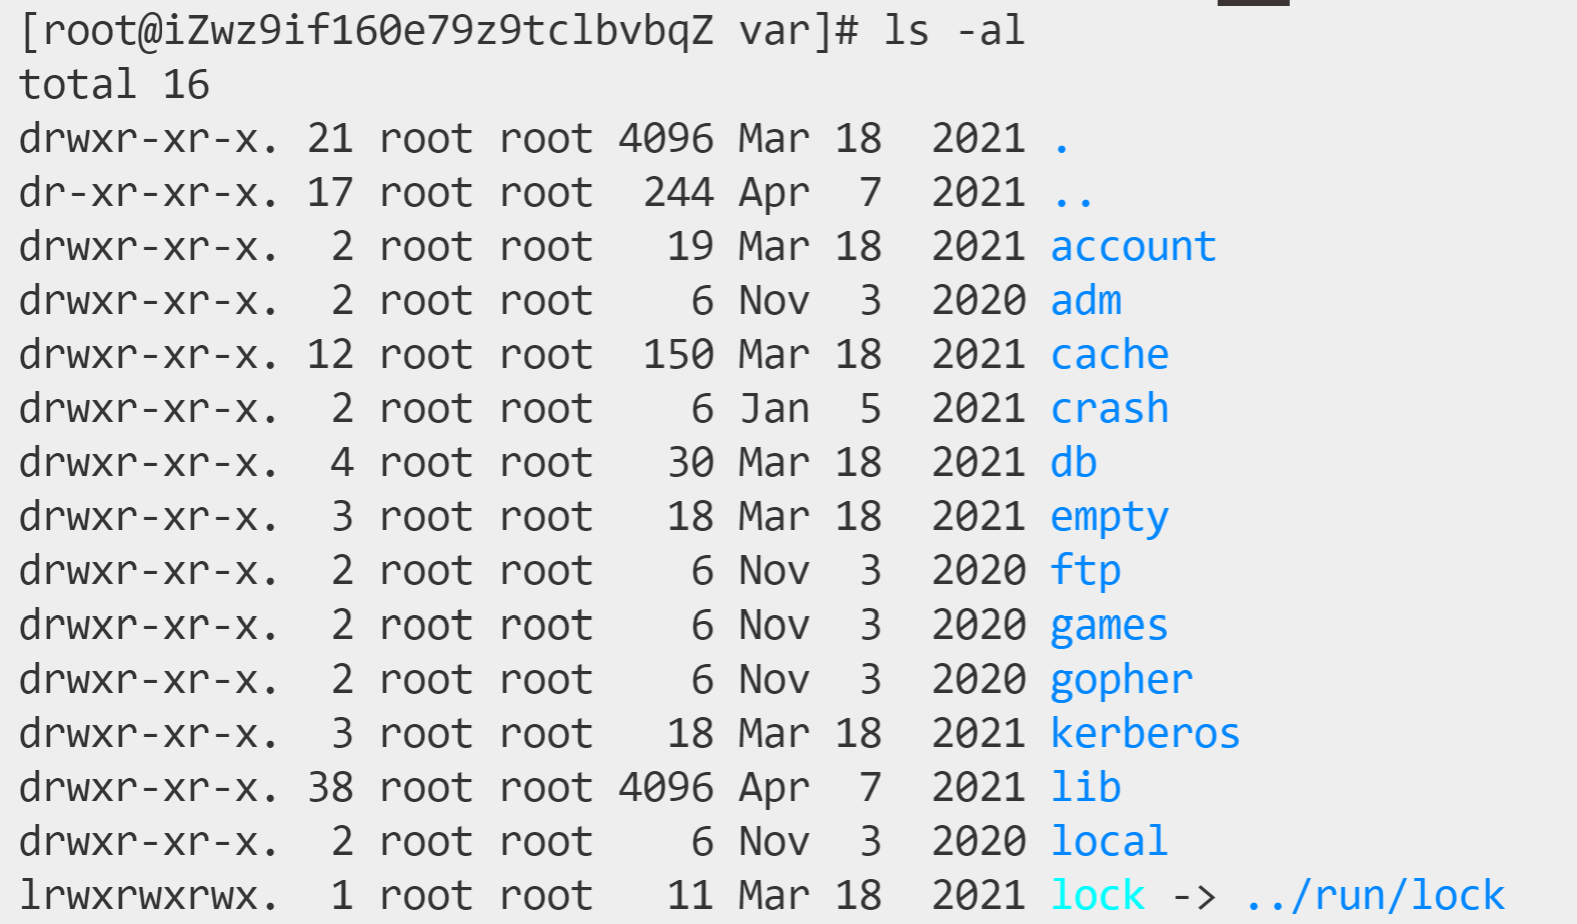 [root@iZwz9if160e79z9tclbvbqZ var]# ls -al
total 16
drwxr-xr-x. 21 root root 4096 Mar 18  2021 .
dr-xr-xr-x. 17 root root  244 Apr  7  2021 ..
drwxr-xr-x.  2 root root   19 Mar 18  2021 account
drwxr-xr-x.  2 root root    6 Nov  3  2020 adm
drwxr-xr-x. 12 root root  150 Mar 18  2021 cache
drwxr-xr-x.  2 root root    6 Jan  5  2021 crash
drwxr-xr-x.  4 root root   30 Mar 18  2021 db
drwxr-xr-x.  3 root root   18 Mar 18  2021 empty
drwxr-xr-x.  2 root root    6 Nov  3  2020 ftp
drwxr-xr-x.  2 root root    6 Nov  3  2020 games
drwxr-xr-x.  2 root root    6 Nov  3  2020 gopher
drwxr-xr-x.  3 root root   18 Mar 18  2021 kerberos
drwxr-xr-x. 38 root root 4096 Apr  7  2021 lib
drwxr-xr-x.  2 root root    6 Nov  3  2020 local
lrwxrwxrwx.  1 root root   11 Mar 18  2021 lock -> ../run/lock